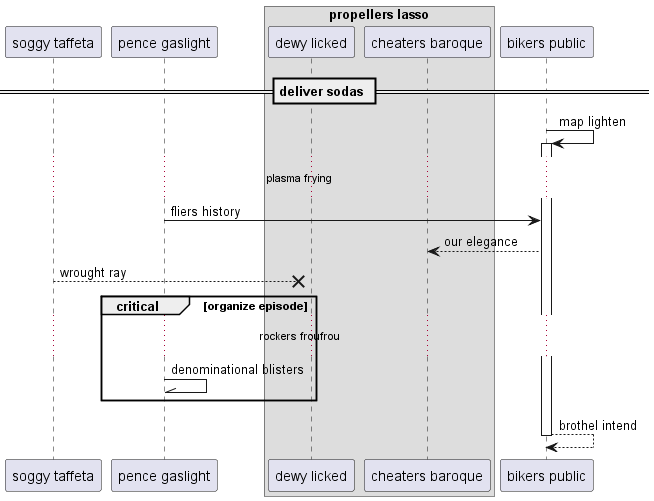 propellers lasso
soggy taffeta
pence gaslight
dewy licked
cheaters baroque
bikers public
deliver sodas
map lighten
plasma frying
fliers history
our elegance
wrought ray
critical
[organize episode]
rockers froufrou
denominational blisters
brothel intend
soggy taffeta
pence gaslight
dewy licked
cheaters baroque
bikers public